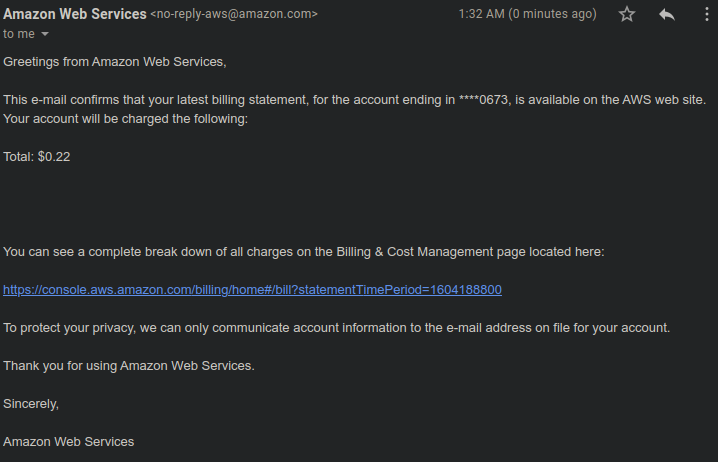 Amazon Web Services <no-reply-aws@amazon.com> 1:32 AM (0 minutes ago)
to me
Greetings from Amazon Web Services,
This e-mail confirms that your latest billing statement, for the account ending in ****0673, is available on the AWS web site.
Your account will be charged the following:
Total: $0.22
You can see a complete break down of all charges on the Billing & Cost Management page located here:
https://console.aws.amazon.com/billing/home#/bill?statementTimePeriod=1604188800
To protect your privacy, we can only communicate account information to the e-mail address on file for your account.
Thank you for using Amazon Web Services.
Sincerely,
Amazon Web Services